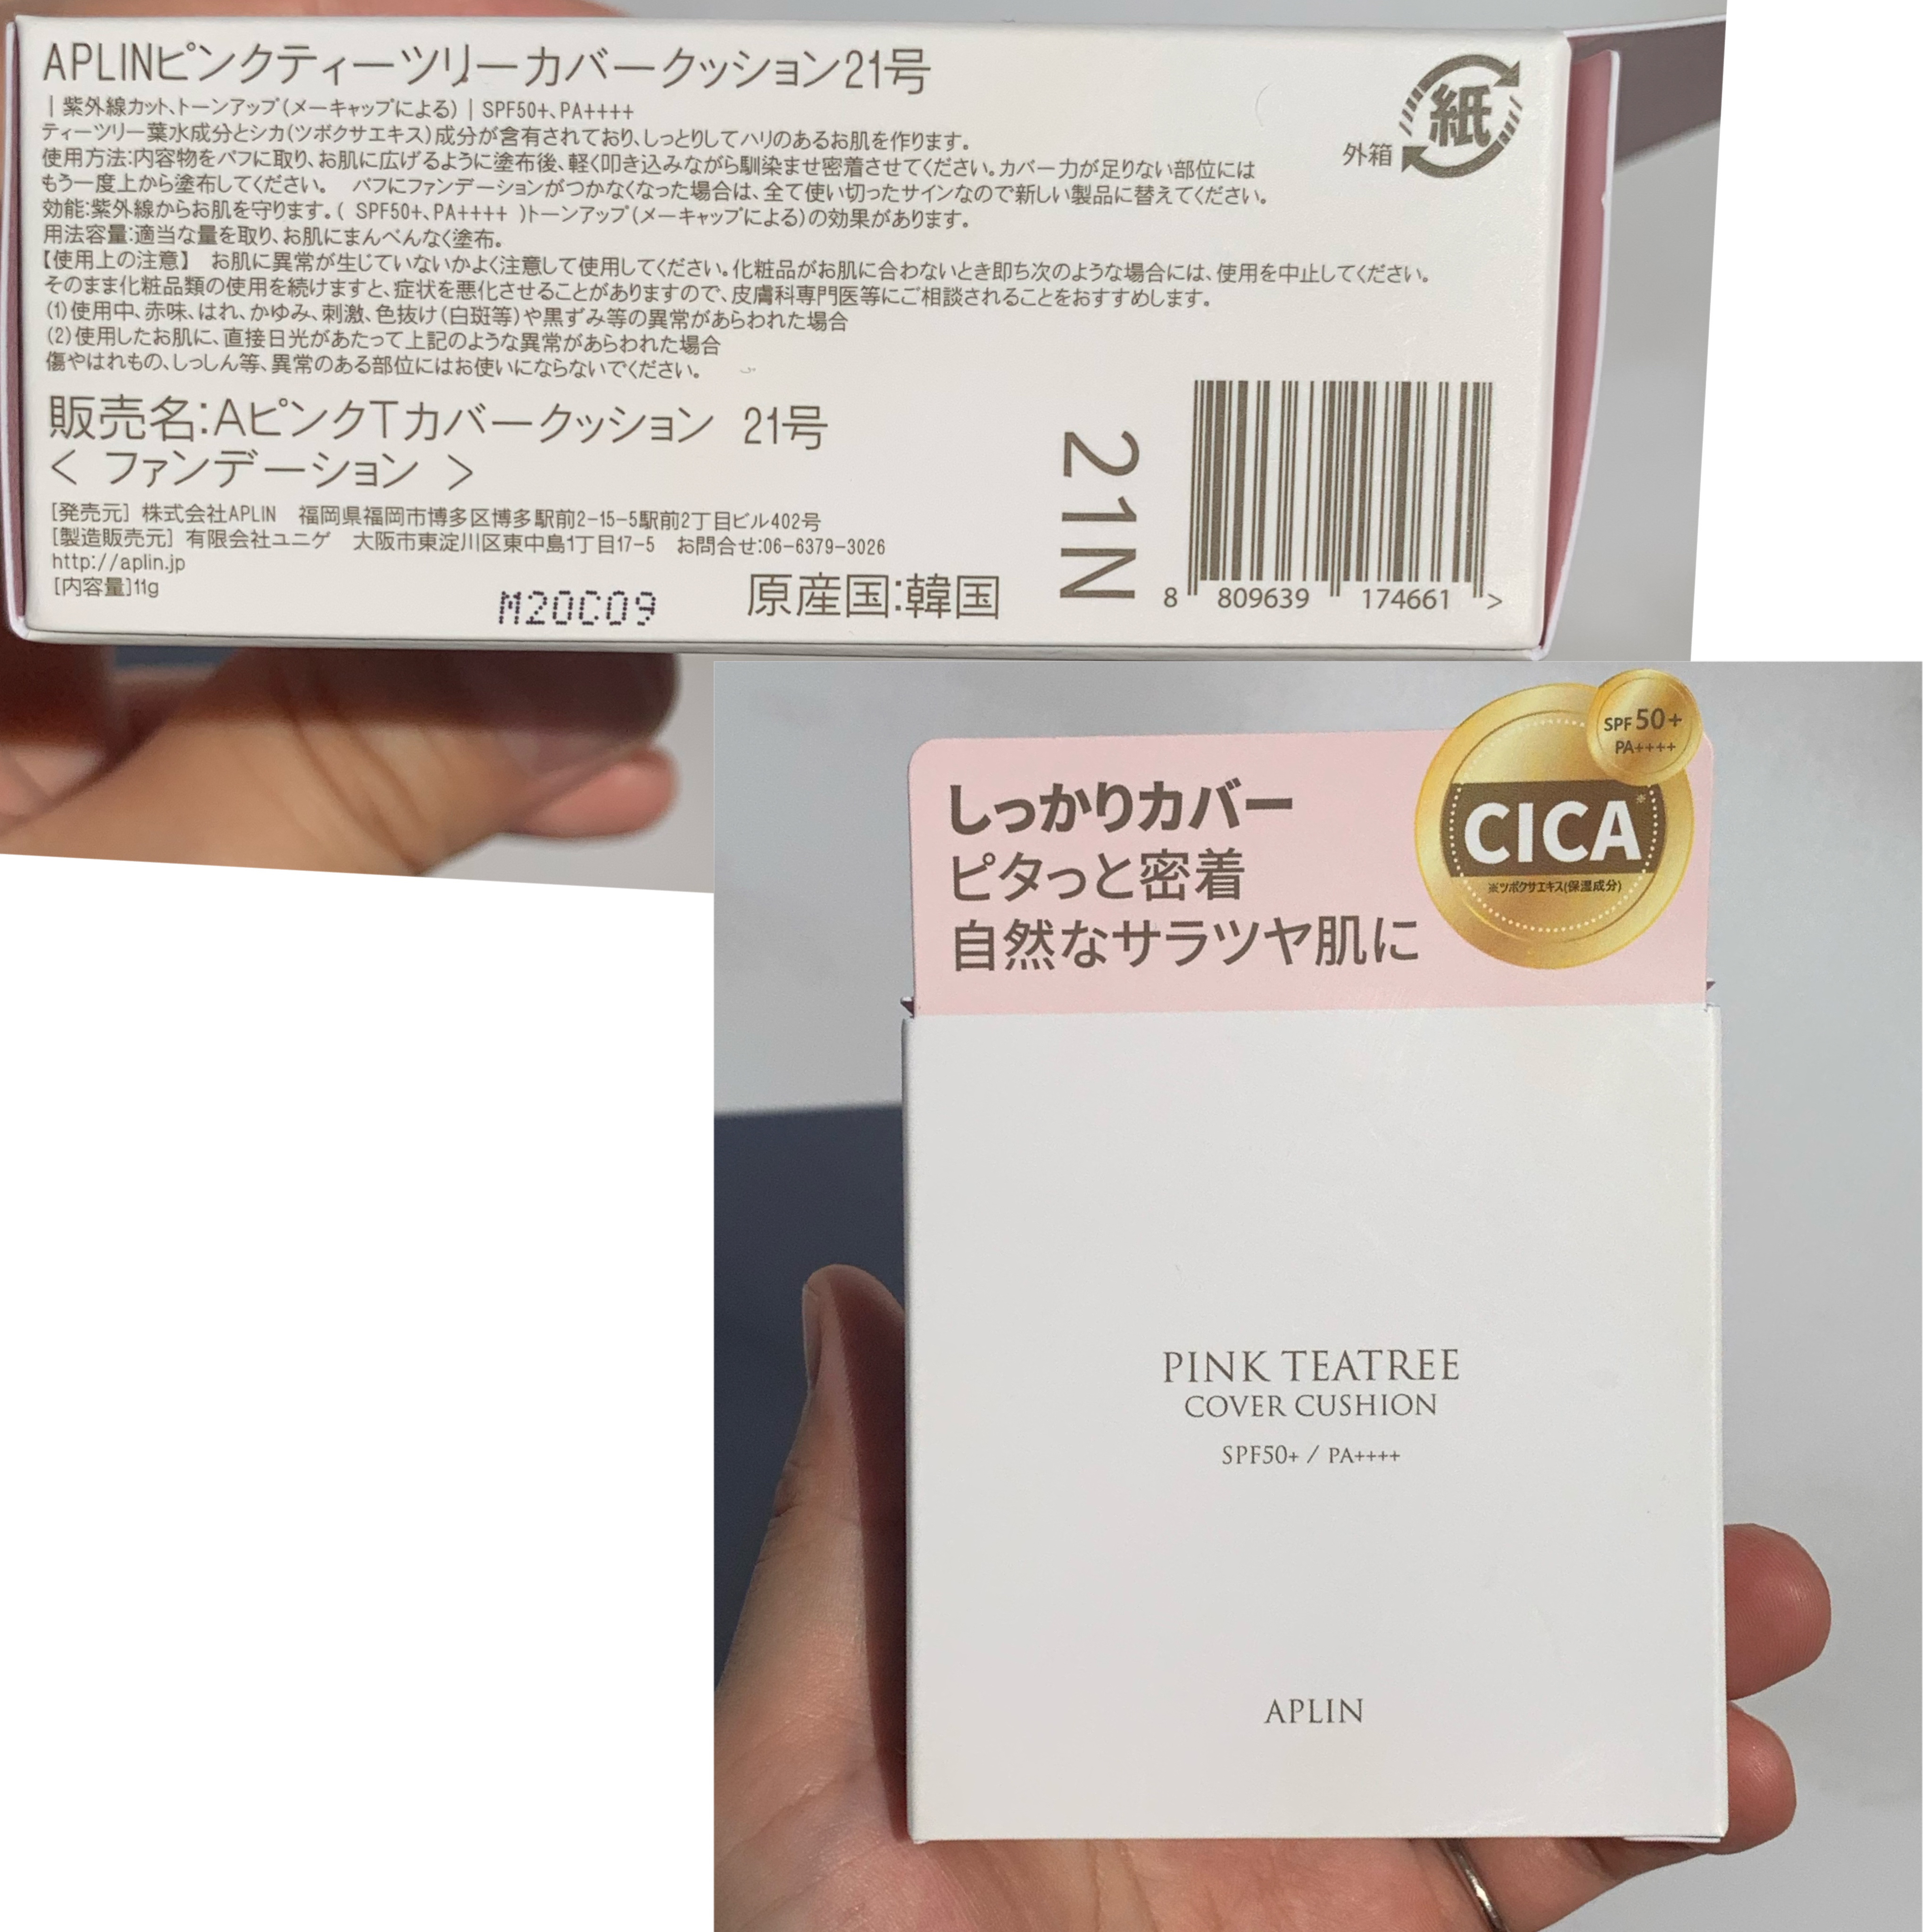 APLINピンクティーツリーカバークッション21号
｜紫外線カット、トーンアップ(メーキャップによる)｜SPF50+、PA++++
ティーツリー葉水成分とシカ(ツボクサエキス)成分が含有されており、しっとりしてハリのあるお肌を作ります。
使用方法:内容物をパフに取り、お肌に広げるように塗布後、軽く叩き込みながら馴染ませ密着させてください。カバー力が足りない部位には
もう一度上から塗布してください。 パフにファンデーションがつかなくなった場合は、全て使い切ったサインなので新しい製品に替えてください。
効能:紫外線からお肌を守ります。( SPF50+、PA++++ )トーンアップ(メーキャップによる)の効果があります。
用法容量:適当な量を取り、お肌にまんべんなく塗布。
【使用上の注意】 お肌に異常が生じていないかよく注意して使用してください。化粧品がお肌に合わないとき即ち次のような場合には、使用を中止してください。
そのまま化粧品類の使用を続けますと、症状を悪化させることがありますので、皮膚科専門医等にご相談されることをおすすめします。
(1)使用中、赤味、はれ、かゆみ、刺激、色抜け(白斑等)や黒ずみ等の異常があらわれた場合
(2)使用したお肌に、直接日光があたって上記のような異常があらわれた場合
傷やはれもの、しっしん等、異常のある部位にはお使いにならないでください。
外箱
紙
販売名:AピンクTカバークッション 21号
< ファンデーション >
[発売元] 株式会社APLIN 福岡県福岡市博多区博多駅前2-15-5駅前2丁目ビル402号
[製造販売元] 有限会社ユニゲ 大阪市東淀川区東中島1丁目17-5 お問合せ:06-6379-3026
http://aplin.jp
[内容量]11g
M20C09
原産国:韓国
21N
8 809639 174661 >
SPF 50+
PA++++
CICA※
※ツボクサエキス(保湿成分)
しっかりカバー
ピタっと密着
自然なサラツヤ肌に
PINK TEATREE
COVER CUSHION
SPF50+ / PA++++
APLIN